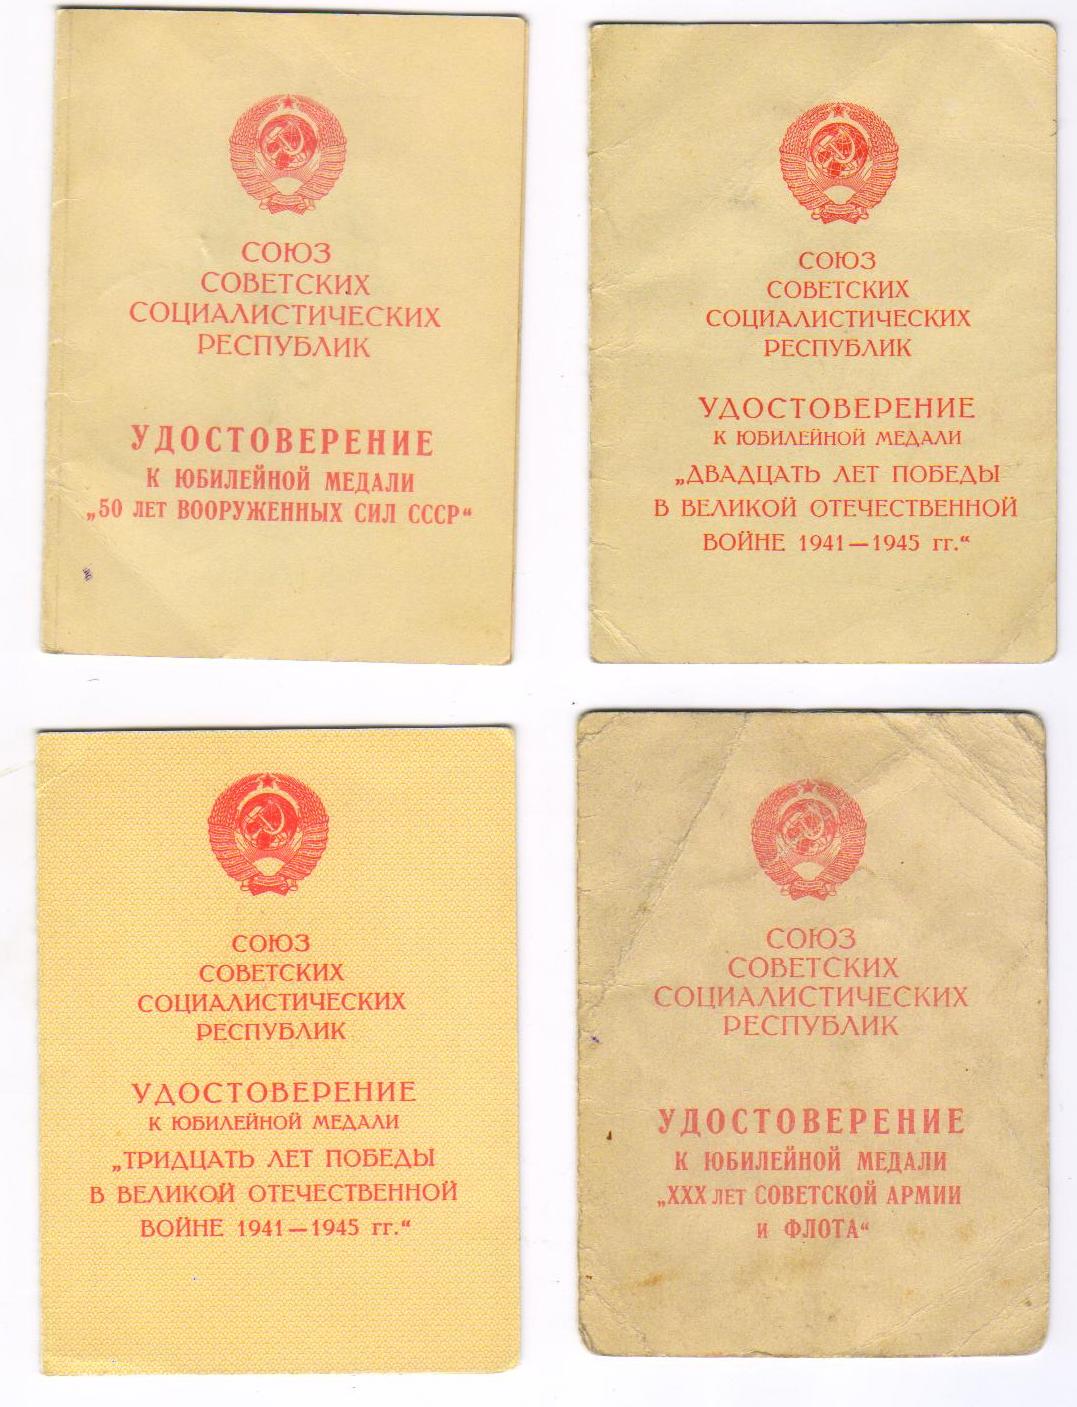 СОЮЗ
СОВЕТСКИХ
СОЦИАЛИСТИЧЕСКИХ
РЕСПУБЛИК
УДОСТОВЕРЕНИЕ
К ЮБИЛЕЙНОЙ МЕДАЛИ
„50 ЛЕТ ВООРУЖЕННЫХ СИЛ СССР“
СОЮЗ
СОВЕТСКИХ
СОЦИАЛИСТИЧЕСКИХ
РЕСПУБЛИК
УДОСТОВЕРЕНИЕ
К ЮБИЛЕЙНОЙ МЕДАЛИ
„ДВАДЦАТЬ ЛЕТ ПОБЕДЫ
В ВЕЛИКОЙ ОТЕЧЕСТВЕННОЙ
ВОЙНЕ 1941—1945 гг.“
СОЮЗ
СОВЕТСКИХ
СОЦИАЛИСТИЧЕСКИХ
РЕСПУБЛИК
УДОСТОВЕРЕНИЕ
К ЮБИЛЕЙНОЙ МЕДАЛИ
„ТРИДЦАТЬ ЛЕТ ПОБЕДЫ
В ВЕЛИКОЙ ОТЕЧЕСТВЕННОЙ
ВОЙНЕ 1941—1945 гг.“
СОЮЗ
СОВЕТСКИХ
СОЦИАЛИСТИЧЕСКИХ
РЕСПУБЛИК
УДОСТОВЕРЕНИЕ
К ЮБИЛЕЙНОЙ МЕДАЛИ
„XXX ЛЕТ СОВЕТСКОЙ АРМИИ
И ФЛОТА“